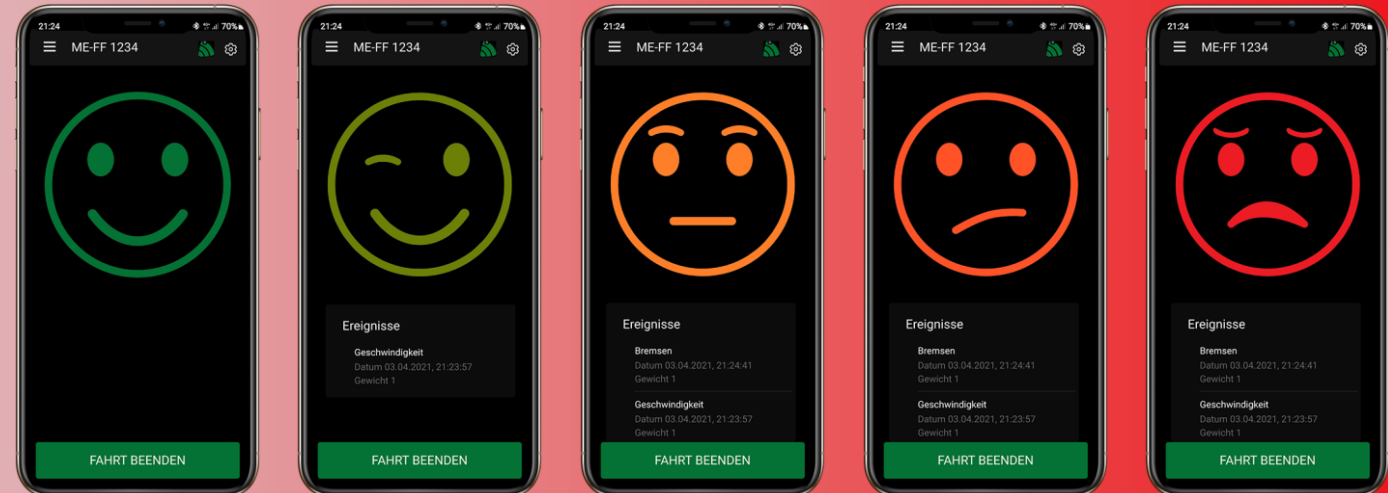 21:24
70%
ME-FF 1234
FAHRT BEENDEN
21:24
70%
ME-FF 1234
Ereignisse
Geschwindigkeit
Datum 03.04.2021, 21:23:57
Gewicht 1
FAHRT BEENDEN
21:24
70%
ME-FF 1234
Ereignisse
Bremsen
Datum 03.04.2021, 21:24:41
Gewicht 1
Geschwindigkeit
Datum 03.04.2021, 21:23:57
Gewicht 1
FAHRT BEENDEN
21:24
70%
ME-FF 1234
Ereignisse
Bremsen
Datum 03.04.2021, 21:24:41
Gewicht 1
Geschwindigkeit
Datum 03.04.2021, 21:23:57
Gewicht 1
FAHRT BEENDEN
21:24
70%
ME-FF 1234
Ereignisse
Bremsen
Datum 03.04.2021, 21:24:41
Gewicht 1
Geschwindigkeit
Datum 03.04.2021, 21:23:57
Gewicht 1
FAHRT BEENDEN